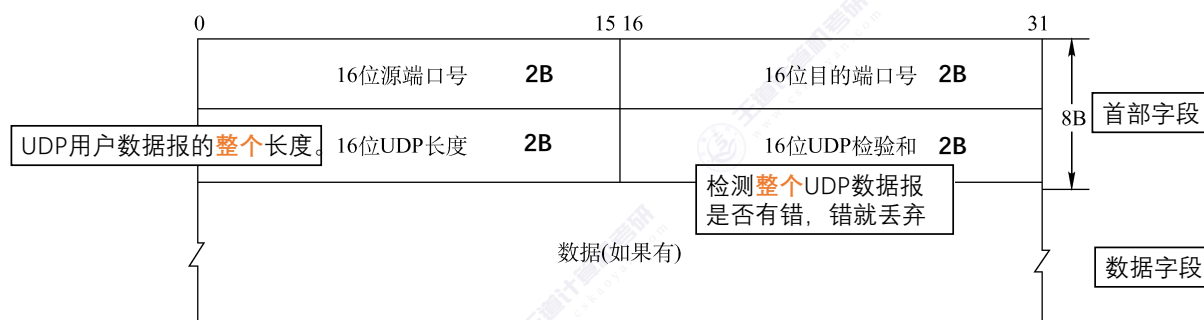 0 15 16 31
16位源端口号 2B 16位目的端口号 2B
8B 首部字段
UDP用户数据报的整个长度。 16位UDP长度 2B 16位UDP检验和 2B
检测整个UDP数据报
是否有错，错就丢弃
数据(如果有)
数据字段